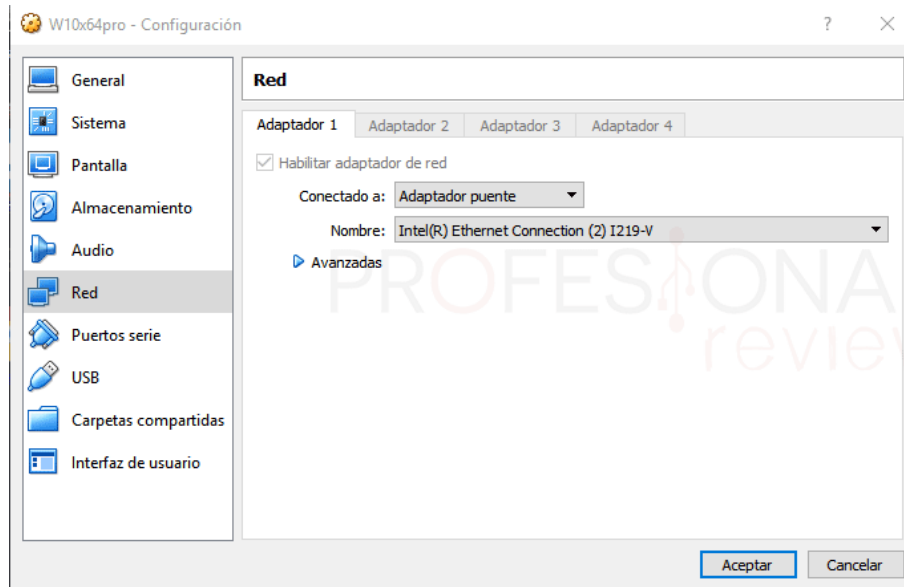 W10x64pro - Configuración
?
General
Sistema
Pantalla
Almacenamiento
Audio
Red
Puertos serie
USB
Carpetas compartidas
Interfaz de usuario
Red
Adaptador 1 Adaptador 2 Adaptador 3 Adaptador 4
Habilitar adaptador de red
Conectado a: Adaptador puente
Nombre: Intel(R) Ethernet Connection (2) I219-V
Avanzadas
PROFESIONA
review
Aceptar Cancelar